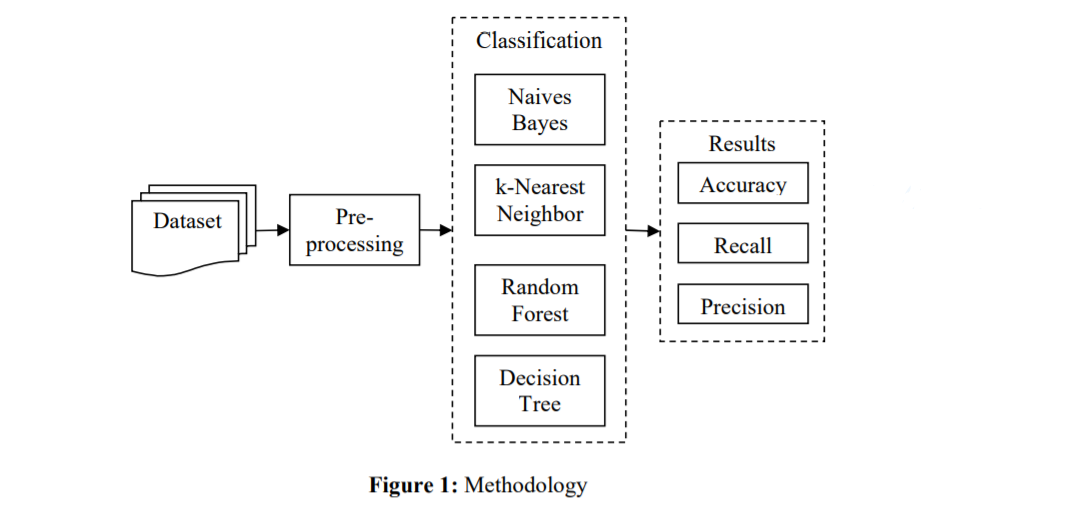 Dataset
Pre-
processing
Classification
Naives
Bayes
k-Nearest
Neighbor
Random
Forest
Decision
Tree
Results
Accuracy
Recall
Precision
Figure 1: Methodology